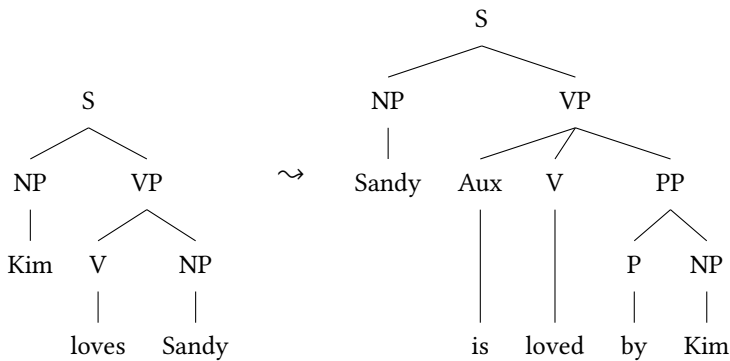 S
NP VP
S
NP VP ⤳ Sandy Aux V PP
Kim V NP P NP
loves Sandy is loved by Kim